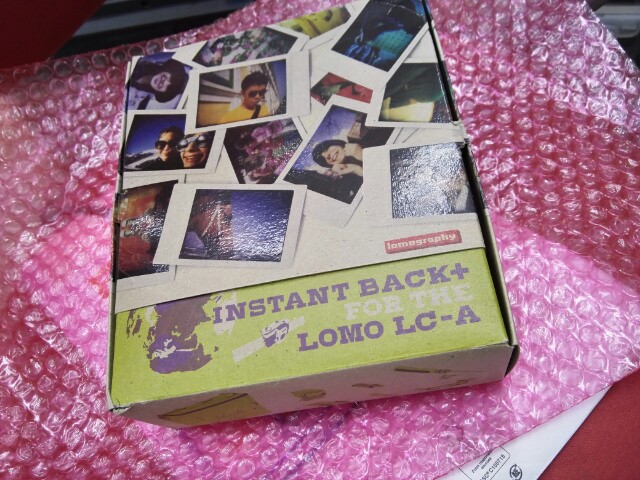 lomography
INSTANT BACK+
FOR THE
LOMO LC-A